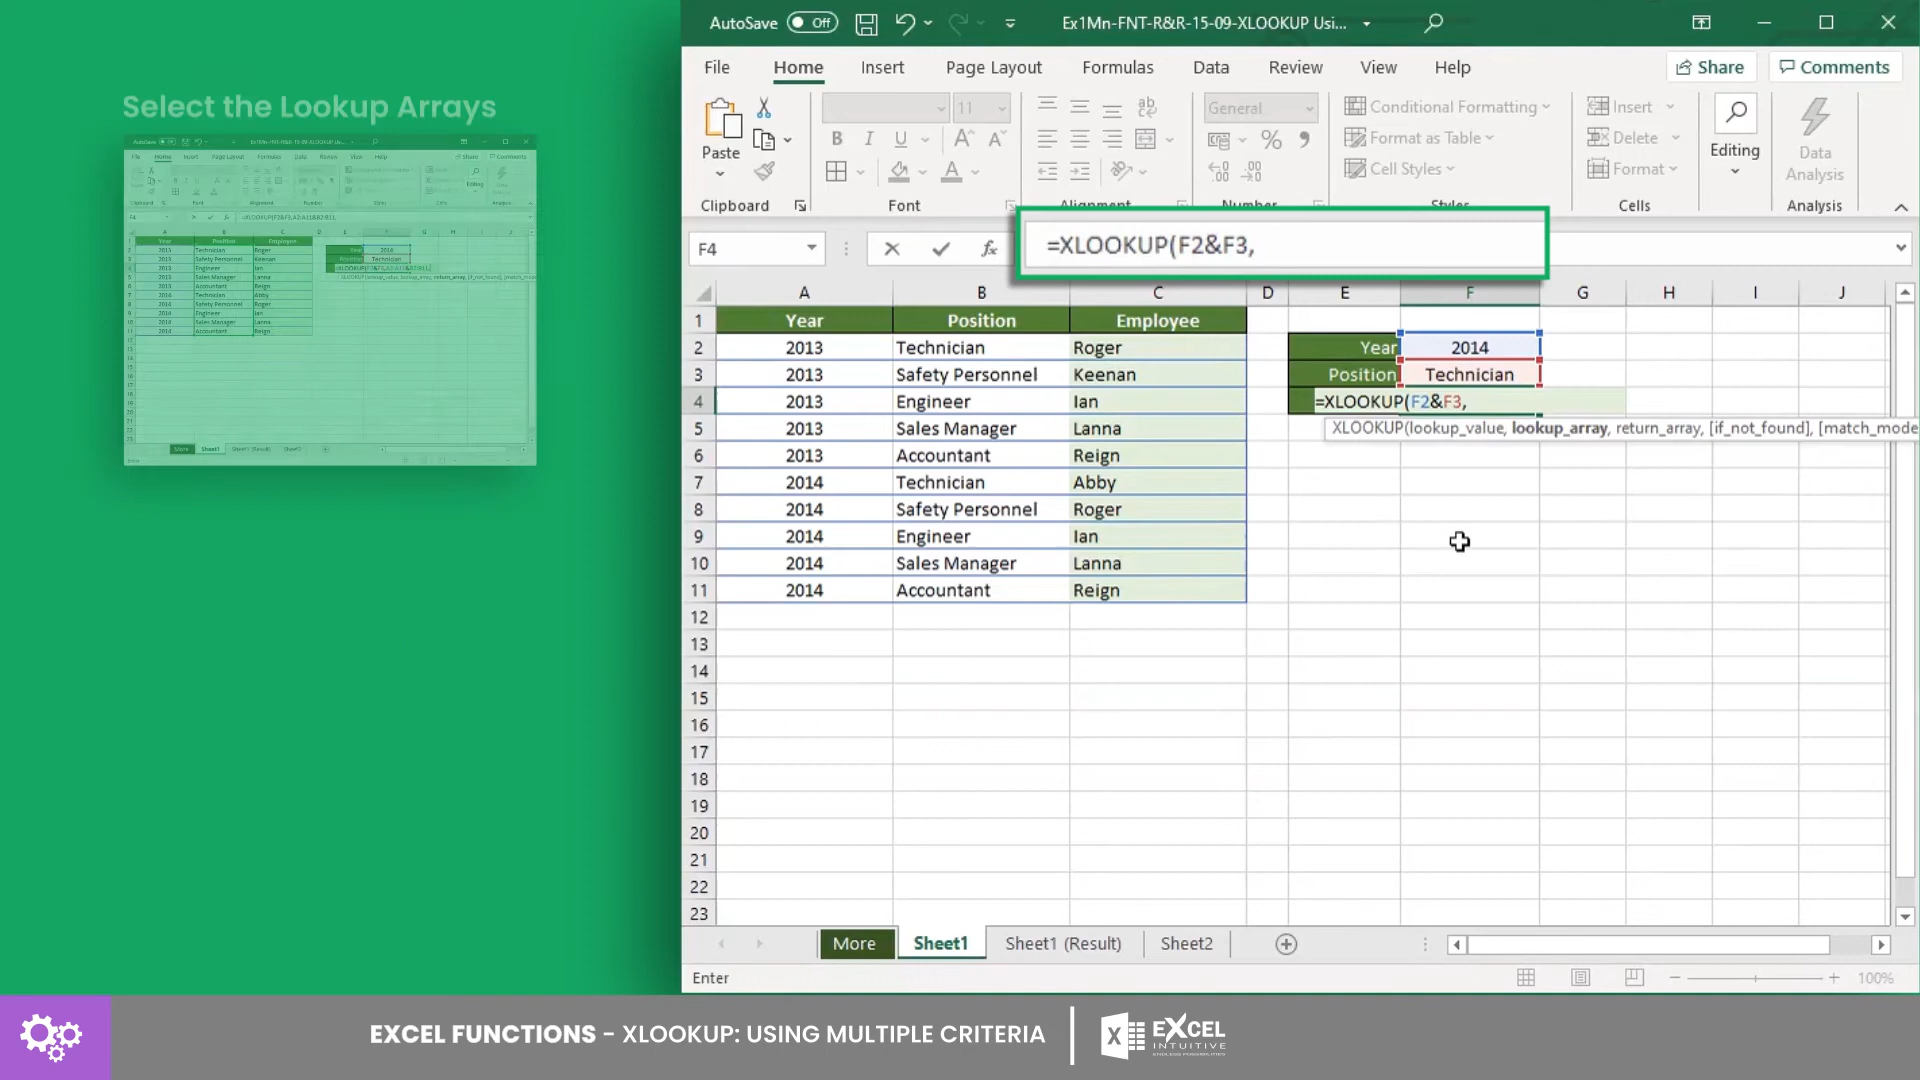 Select the Lookup Arrays
AutoSave Off
Ex1Mn-FNT-R&R-15-09-XLOOKUP Usi...
File Home Insert Page Layout Formulas Data Review View Help
Share Comments
Paste
11
General
Conditional Formatting
Format as Table
Cell Styles
Insert
Delete
Format
Editing
Data
Analysis
Clipboard Font Alignment Number Styles Cells Analysis
F4
fx
=XLOOKUP(F2&F3,
A B C D E F G H I J
1 Year Position Employee
2 2013 Technician Roger Year 2014
3 2013 Safety Personnel Keenan Position Technician
4 2013 Engineer Ian =XLOOKUP(F2&F3,
5 2013 Sales Manager Lanna XLOOKUP(lookup_value, lookup_array, return_array, [if_not_found], [match_mode
6 2013 Accountant Reign
7 2014 Technician Abby
8 2014 Safety Personnel Roger
9 2014 Engineer Ian
10 2014 Sales Manager Lanna
11 2014 Accountant Reign
12
13
14
15
16
17
18
19
20
21
22
23
More Sheet1 Sheet1 (Result) Sheet2
Enter
100%
EXCEL FUNCTIONS - XLOOKUP: USING MULTIPLE CRITERIA
EXCEL
INTUITIVE
ENDLESS POSSIBILITIES